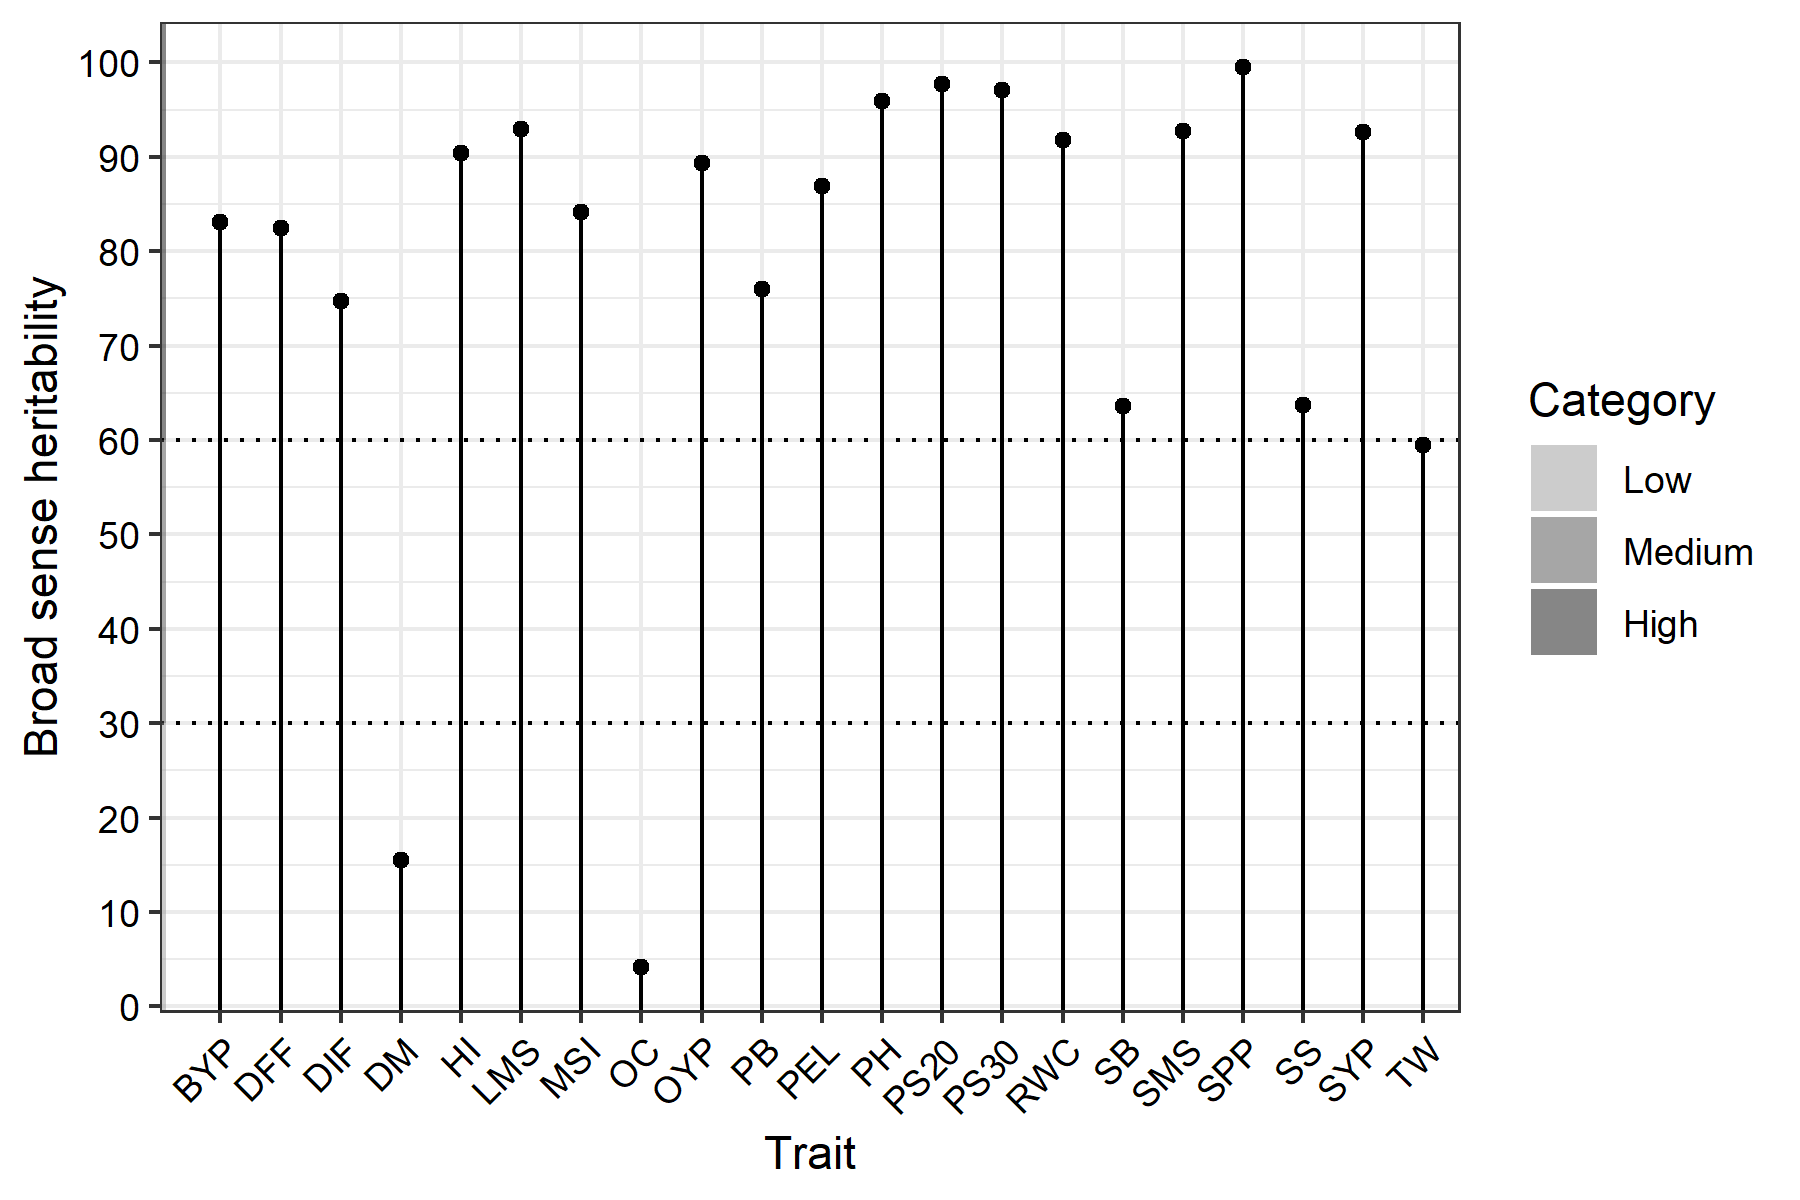 Broad sense heritability
100
90
80
70
60
50
40
30
20
10
0
BYP
DFF
DIF
DM
HI
LMS
MSI
OC
OYP
PB
PEL
PH
PS20
PS30
RWC
SB
SMS
SPP
SS
SYP
TW
Trait
Category
Low
Medium
High